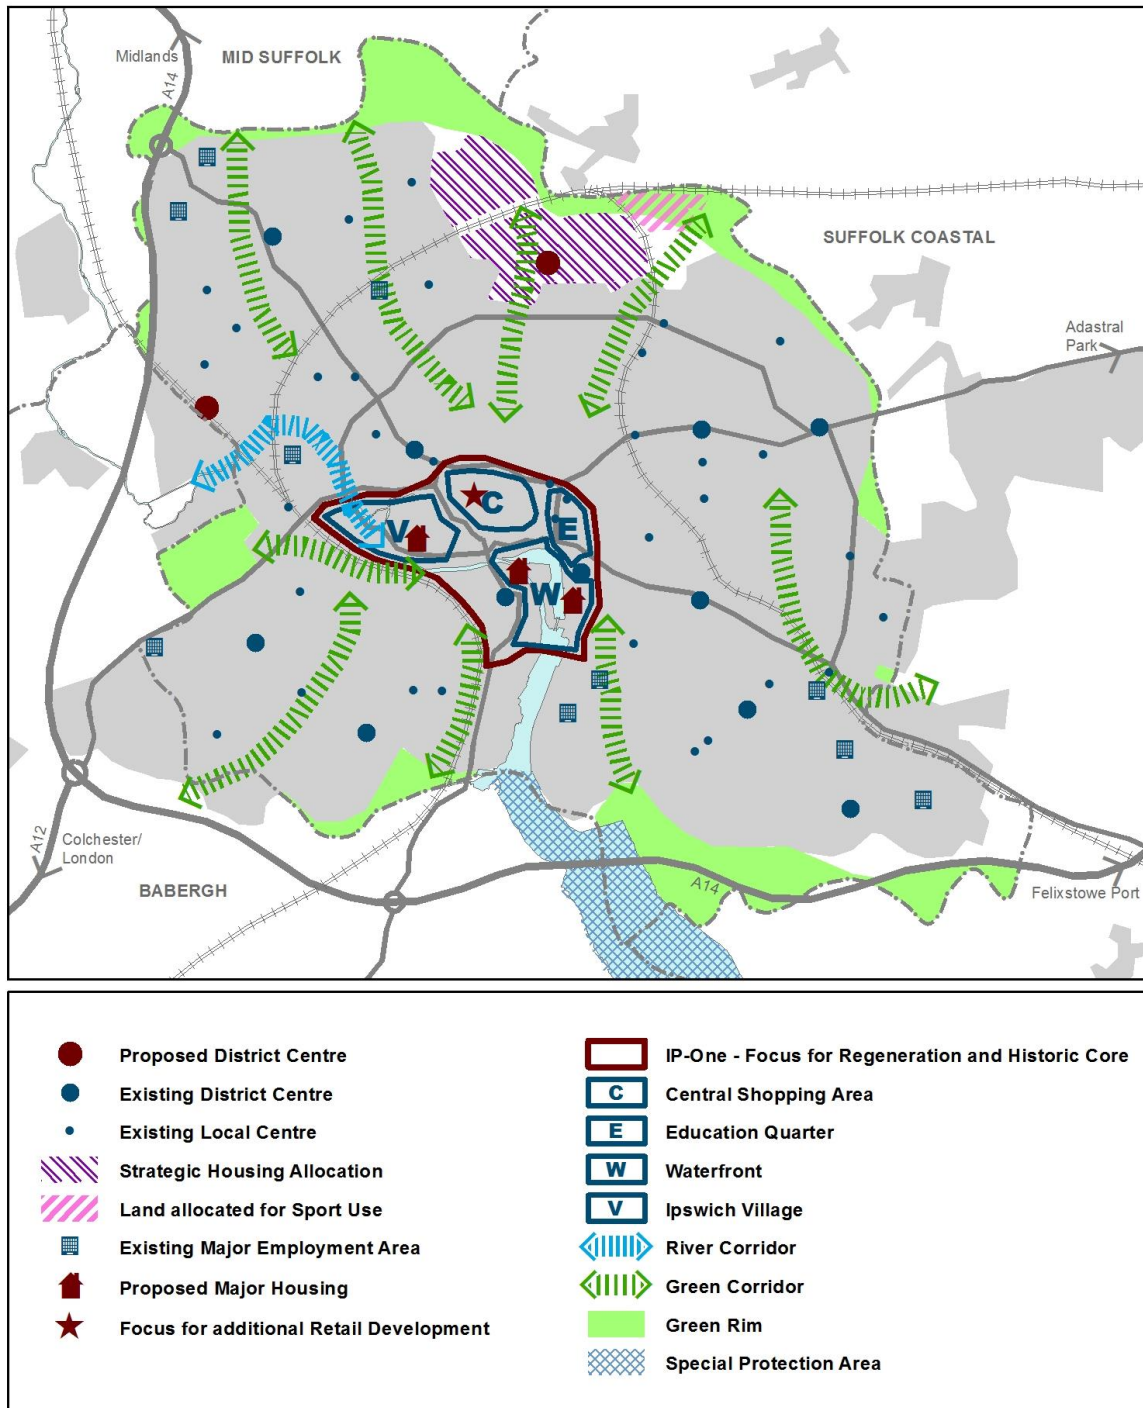 Midlands
MID SUFFOLK
A14
SUFFOLK COASTAL
Adastral
Park
C
E
V
W
A12
Colchester/
London
BABERGH
A14
Felixstowe Port
Proposed District Centre
Existing District Centre
Existing Local Centre
Strategic Housing Allocation
Land allocated for Sport Use
Existing Major Employment Area
Proposed Major Housing
Focus for additional Retail Development
IP-One - Focus for Regeneration and Historic Core
C Central Shopping Area
E Education Quarter
W Waterfront
V Ipswich Village
River Corridor
Green Corridor
Green Rim
Special Protection Area